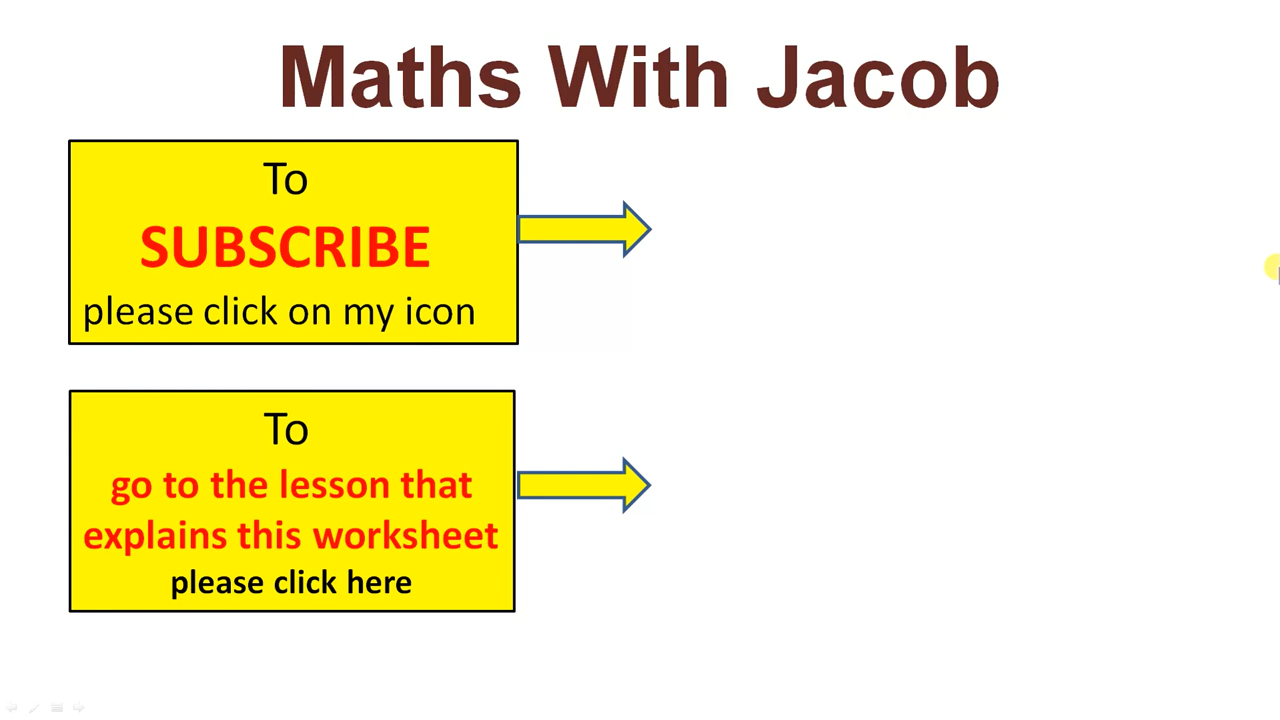 Maths With Jacob
To
SUBSCRIBE
please click on my icon
To
go to the lesson that
explains this worksheet
please click here